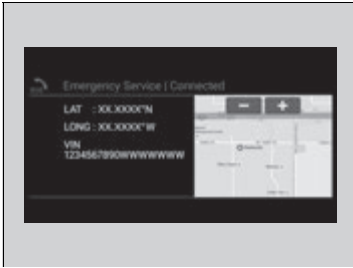 Emergency Service | Connected
LAT : XX.XXXX°N
LONG : XX.XXXX°W
VIN
1234567890WWWWWWW